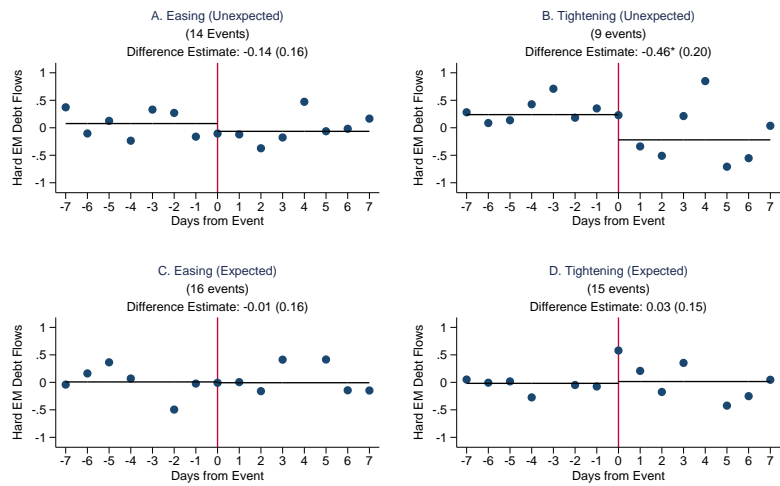 A. Easing (Unexpected)
(14 Events)
Difference Estimate: -0.14 (0.16)
Hard EM Debt Flows
1
.5
0
-.5
-1
-7 -6 -5 -4 -3 -2 -1 0 1 2 3 4 5 6 7
Days from Event
B. Tightening (Unexpected)
(9 events)
Difference Estimate: -0.46* (0.20)
Hard EM Debt Flows
1
.5
0
-.5
-1
-7 -6 -5 -4 -3 -2 -1 0 1 2 3 4 5 6 7
Days from Event
C. Easing (Expected)
(16 events)
Difference Estimate: -0.01 (0.16)
Hard EM Debt Flows
1
.5
0
-.5
-1
-7 -6 -5 -4 -3 -2 -1 0 1 2 3 4 5 6 7
Days from Event
D. Tightening (Expected)
(15 events)
Difference Estimate: 0.03 (0.15)
Hard EM Debt Flows
1
.5
0
-.5
-1
-7 -6 -5 -4 -3 -2 -1 0 1 2 3 4 5 6 7
Days from Event